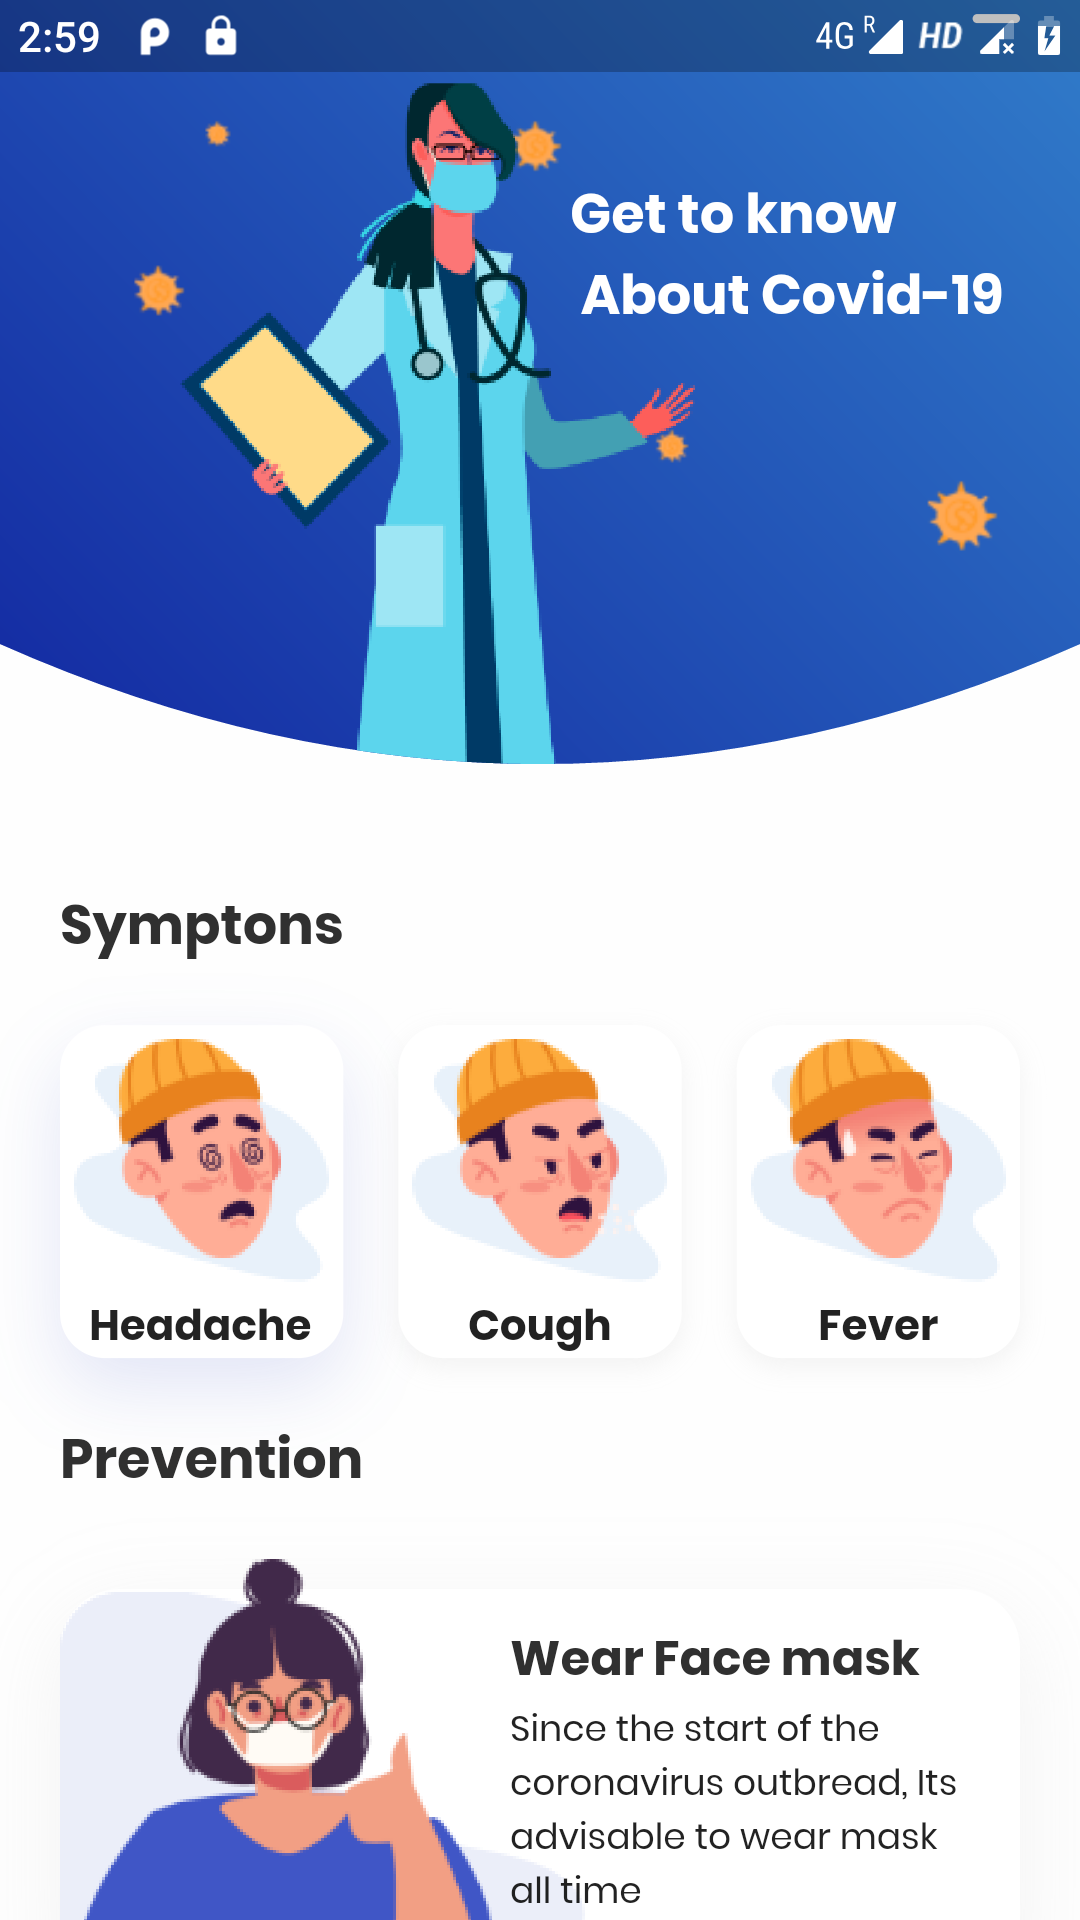 2:59
4G R HD
Get to know
About Covid-19
Symptons
Headache
Cough
Fever
Prevention
Wear Face mask
Since the start of the
coronavirus outbread, Its
advisable to wear mask
all time